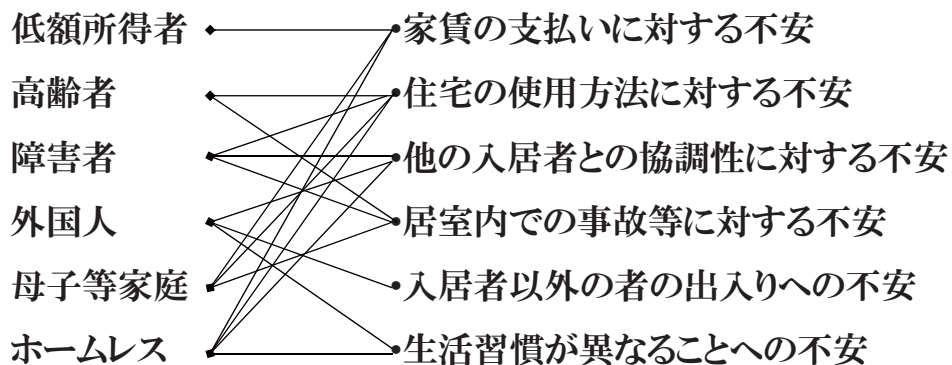 低額所得者 家賃の支払いに対する不安
高齢者 住宅の使用方法に対する不安
障害者 他の入居者との協調性に対する不安
外国人 居室内での事故等に対する不安
母子等家庭 入居者以外の者の出入りへの不安
ホームレス 生活習慣が異なることへの不安